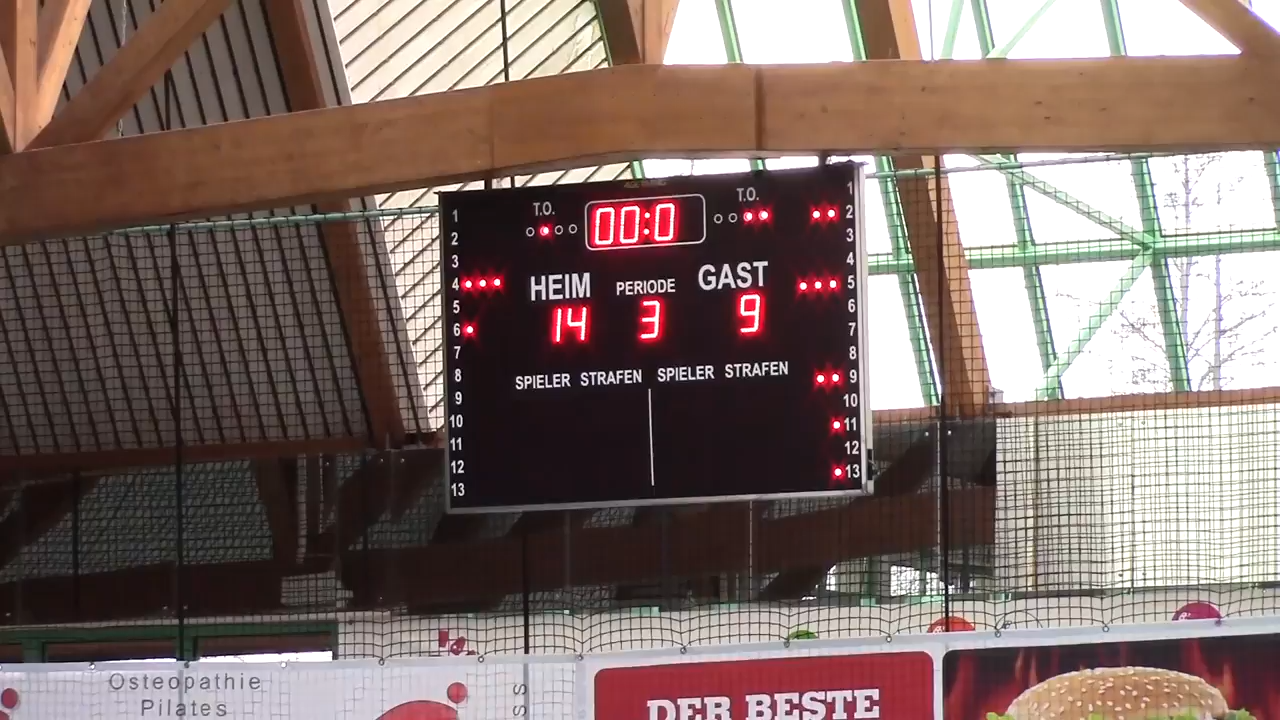 T.O. 00:0 T.O.
HEIM PERIODE GAST
14 3 9
SPIELER STRAFEN SPIELER STRAFEN
1 1
2 2
3 3
4 4
5 5
6 6
7 7
8 8
9 9
10 10
11 11
12 12
13 13
Osteopathie
Pilates
DER BESTE